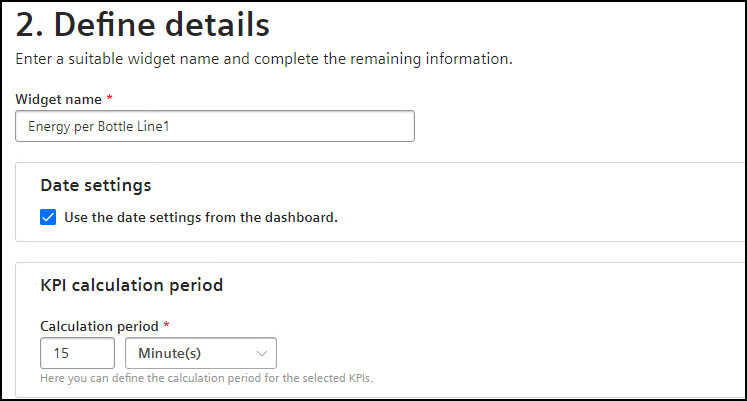 2. Define details
Enter a suitable widget name and complete the remaining information.
Widget name *
Energy per Bottle Line1
Date settings
Use the date settings from the dashboard.
KPI calculation period
Calculation period *
15 Minute(s)
Here you can define the calculation period for the selected KPIs.